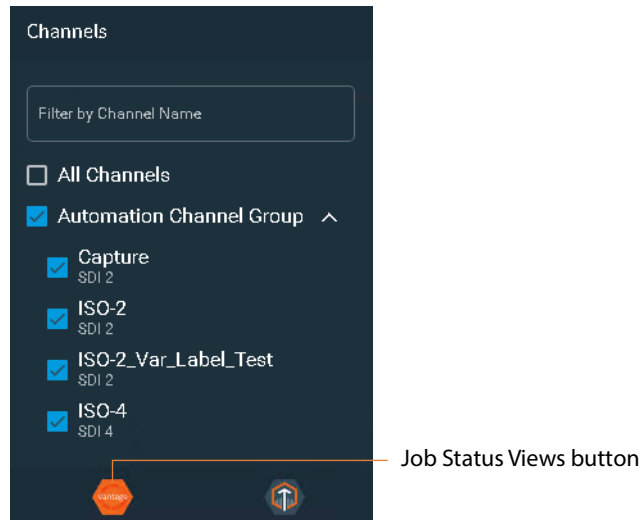 Channels
Filter by Channel Name
All Channels
Automation Channel Group
Capture
SDI 2
ISO-2
SDI 2
ISO-2_Var_Label_Test
SDI 2
ISO-4
SDI 4
Job Status Views button
Vantage